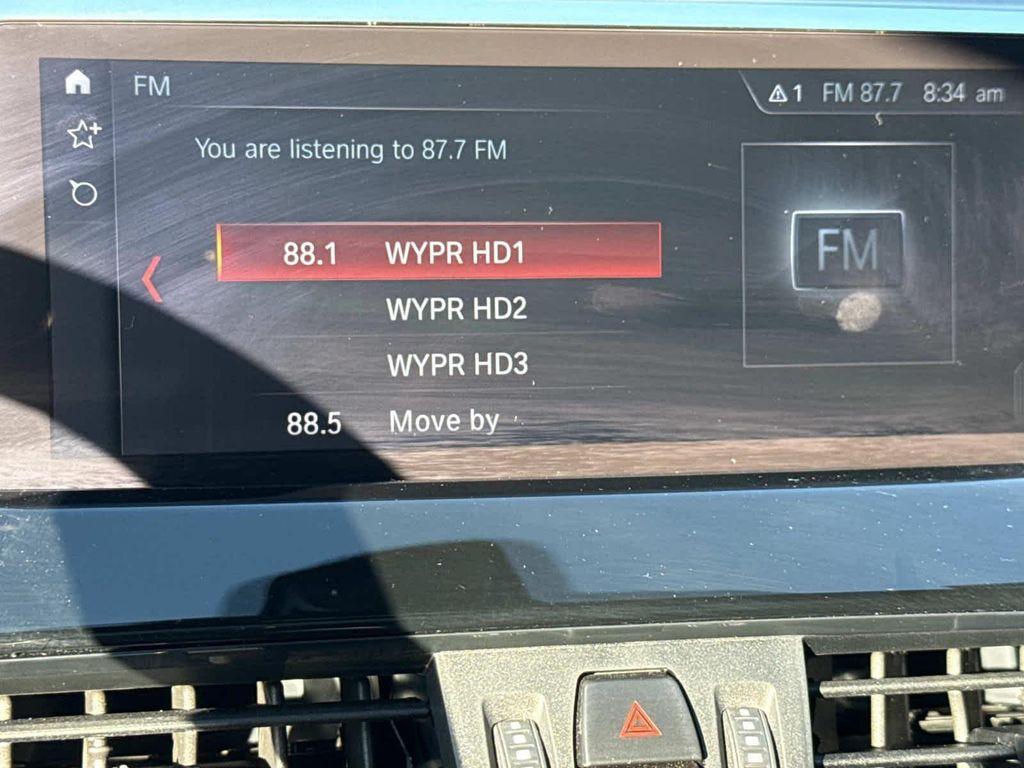 FM
1 FM 87.7 8:34 am
You are listening to 87.7 FM
FM
88.1 WYPR HD1
WYPR HD2
WYPR HD3
88.5 Move by